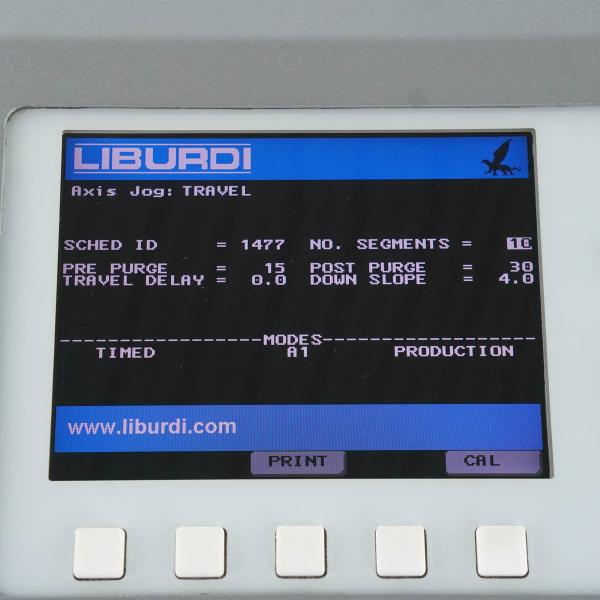 LIBURDI
Axis Jog: TRAVEL
SCHED ID = 1477 NO. SEGMENTS = 10
PRE PURGE = 15 POST PURGE = 30
TRAVEL DELAY = 0.0 DOWN SLOPE = 4.0
--------------------MODES---------------------
TIMED A1 PRODUCTION
www.liburdi.com
PRINT CAL